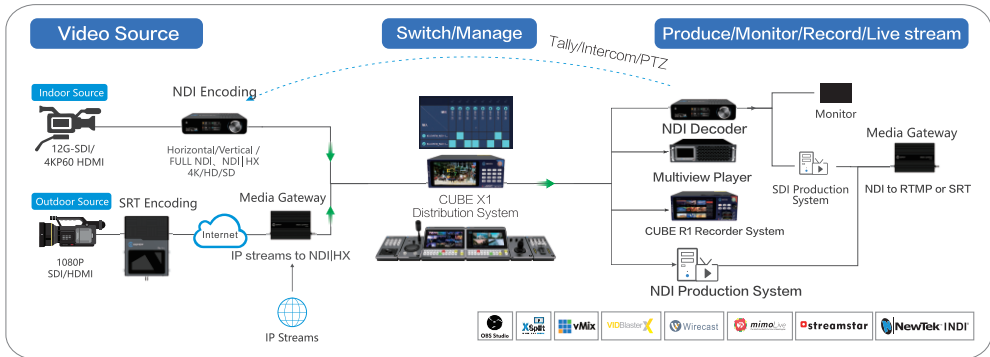 Video Source
Switch/Manage
Produce/Monitor/Record/Live stream
Tally/Intercom/PTZ
Indoor Source
NDI Encoding
12G-SDI/
4KP60 HDMI
Horizontal/Vertical /
FULL NDI、NDI|HX
4K/HD/SD
Outdoor Source
SRT Encoding
Media Gateway
Internet
1080P
SDI/HDMI
IP streams to NDI|HX
IP Streams
CUBE X1
Distribution System
NDI Decoder
Monitor
Multiview Player
SDI Production
System
Media Gateway
NDI to RTMP or SRT
CUBE R1 Recorder System
NDI Production System
OBS Studio
XSplit
vMix
VIDBlasterX
Wirecast
mimoLive
streamstar
NewTek | NDI®